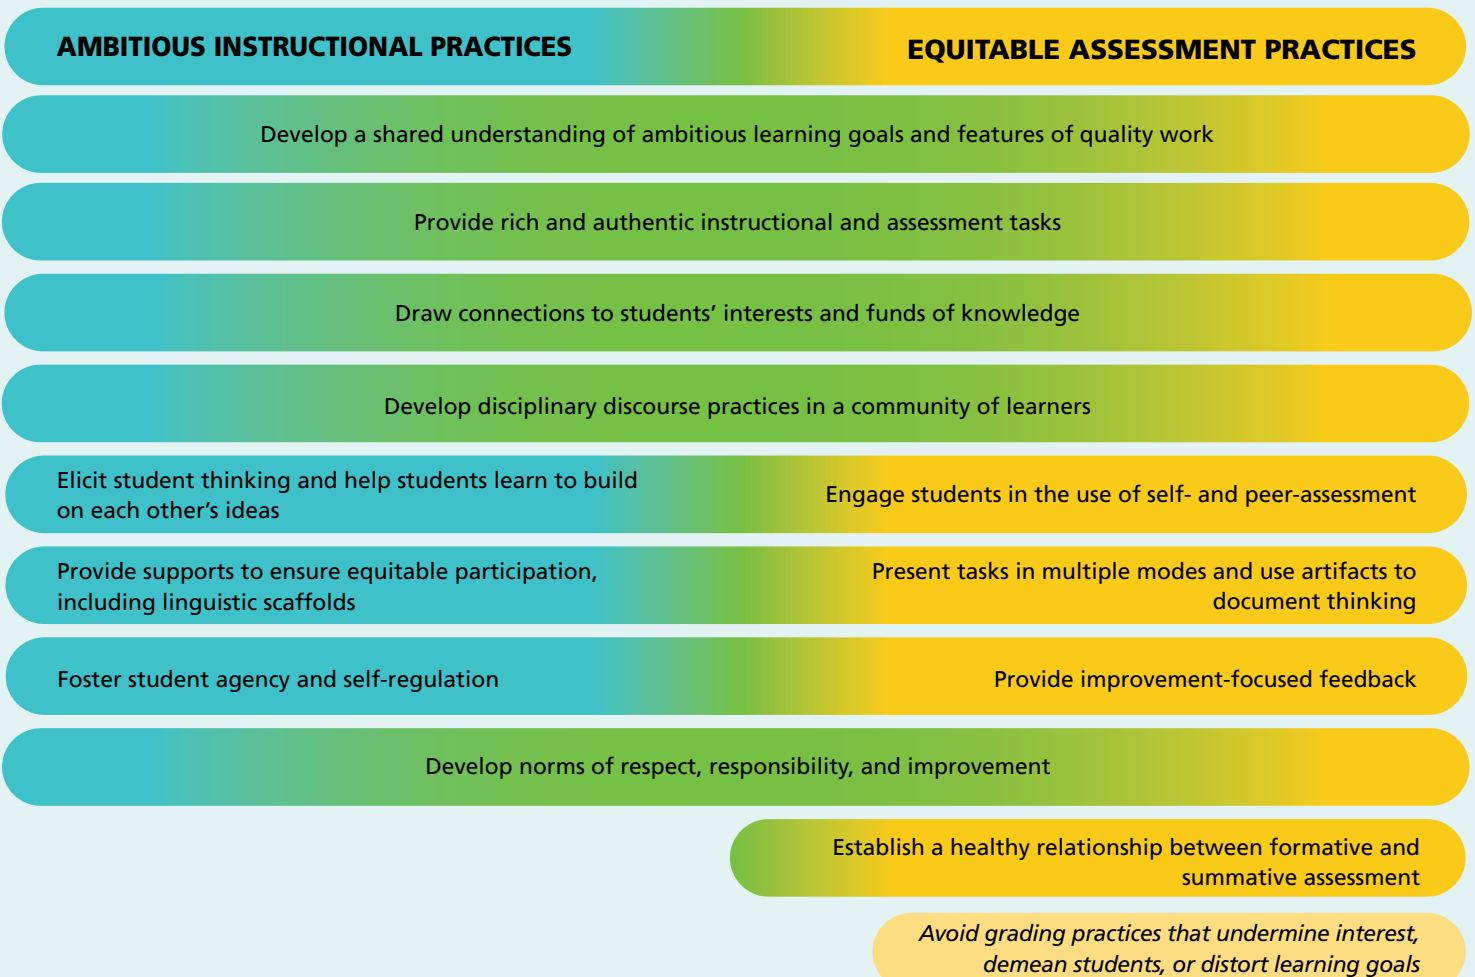 AMBITIOUS INSTRUCTIONAL PRACTICES
EQUITABLE ASSESSMENT PRACTICES
Develop a shared understanding of ambitious learning goals and features of quality work
Provide rich and authentic instructional and assessment tasks
Draw connections to students’ interests and funds of knowledge
Develop disciplinary discourse practices in a community of learners
Elicit student thinking and help students learn to build
on each other’s ideas
Engage students in the use of self- and peer-assessment
Provide supports to ensure equitable participation,
including linguistic scaffolds
Present tasks in multiple modes and use artifacts to
document thinking
Foster student agency and self-regulation
Provide improvement-focused feedback
Develop norms of respect, responsibility, and improvement
Establish a healthy relationship between formative and
summative assessment
Avoid grading practices that undermine interest,
demean students, or distort learning goals